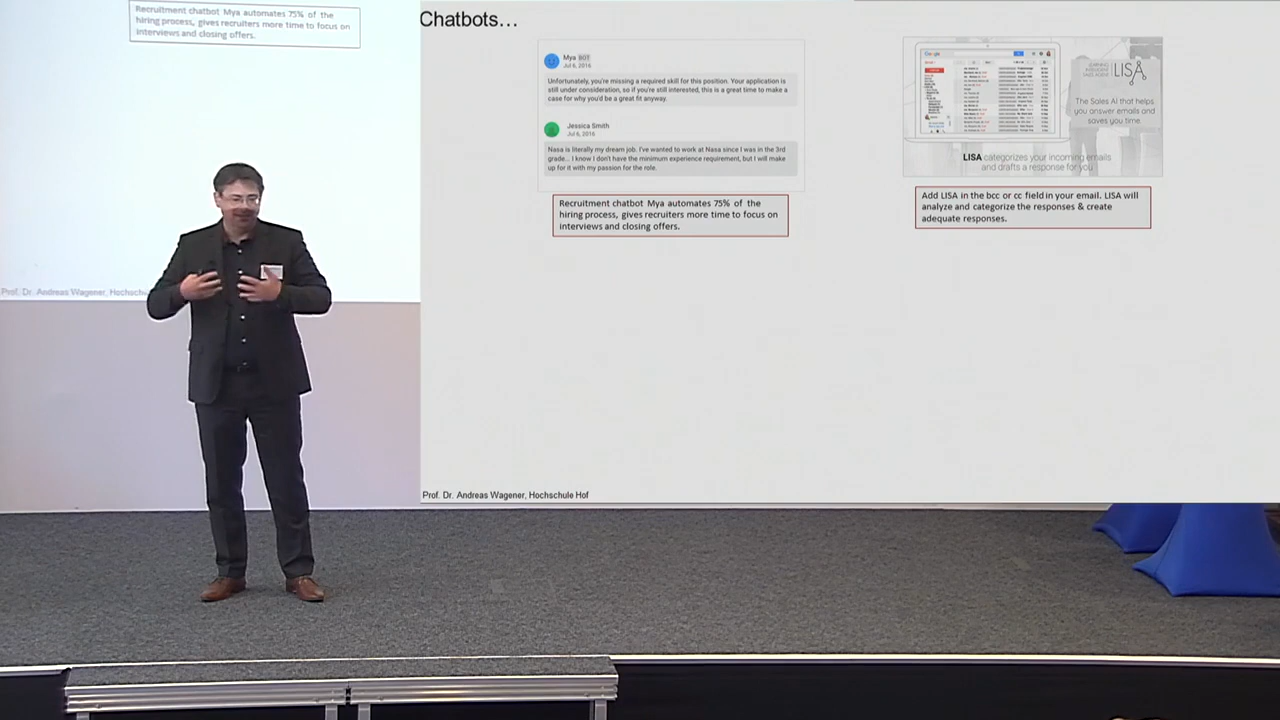 Recruitment chatbot Mya automates 75% of the
hiring process, gives recruiters more time to focus on
interviews and closing offers.
Prof. Dr. Andreas Wagener,
Chatbots…
Mya BOT
Jul 6, 2016
Unfortunately, you're missing a required skill for this position. Your application is
still under consideration, so if you're still interested, this is a great time to make a
case for why you'd be a great fit anyway.
Jessica Smith
Jul 6, 2016
Nasa is literally my dream job. I've wanted to work at Nasa since I was in the 3rd
grade... I know I don't have the minimum experience requirement, but I will make
up for it with my passion for the role.
Recruitment chatbot Mya automates 75% of the
hiring process, gives recruiters more time to focus on
interviews and closing offers.
Google
LISA
The Sales AI that helps
you answer emails and
saves you time.
LISA categorizes your incoming emails
and drafts a response for you
Add LISA in the bcc or cc field in your email. LISA will
analyze and categorize the responses & create
adequate responses.
Prof. Dr. Andreas Wagener, Hochschule Hof